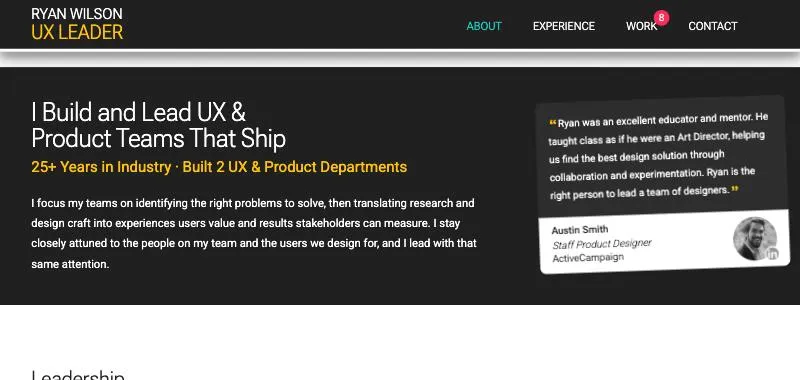 RYAN WILSON
UX LEADER
ABOUT
EXPERIENCE
WORK
8
CONTACT
I Build and Lead UX &
Product Teams That Ship
25+ Years in Industry · Built 2 UX & Product Departments
I focus my teams on identifying the right problems to solve, then translating research and
design craft into experiences users value and results stakeholders can measure. I stay
closely attuned to the people on my team and the users we design for, and I lead with that
same attention.
“Ryan was an excellent educator and mentor. He
taught class as if he were an Art Director, helping
us find the best design solution through
collaboration and experimentation. Ryan is the
right person to lead a team of designers.”
Austin Smith
Staff Product Designer
ActiveCampaign
in
Leadership